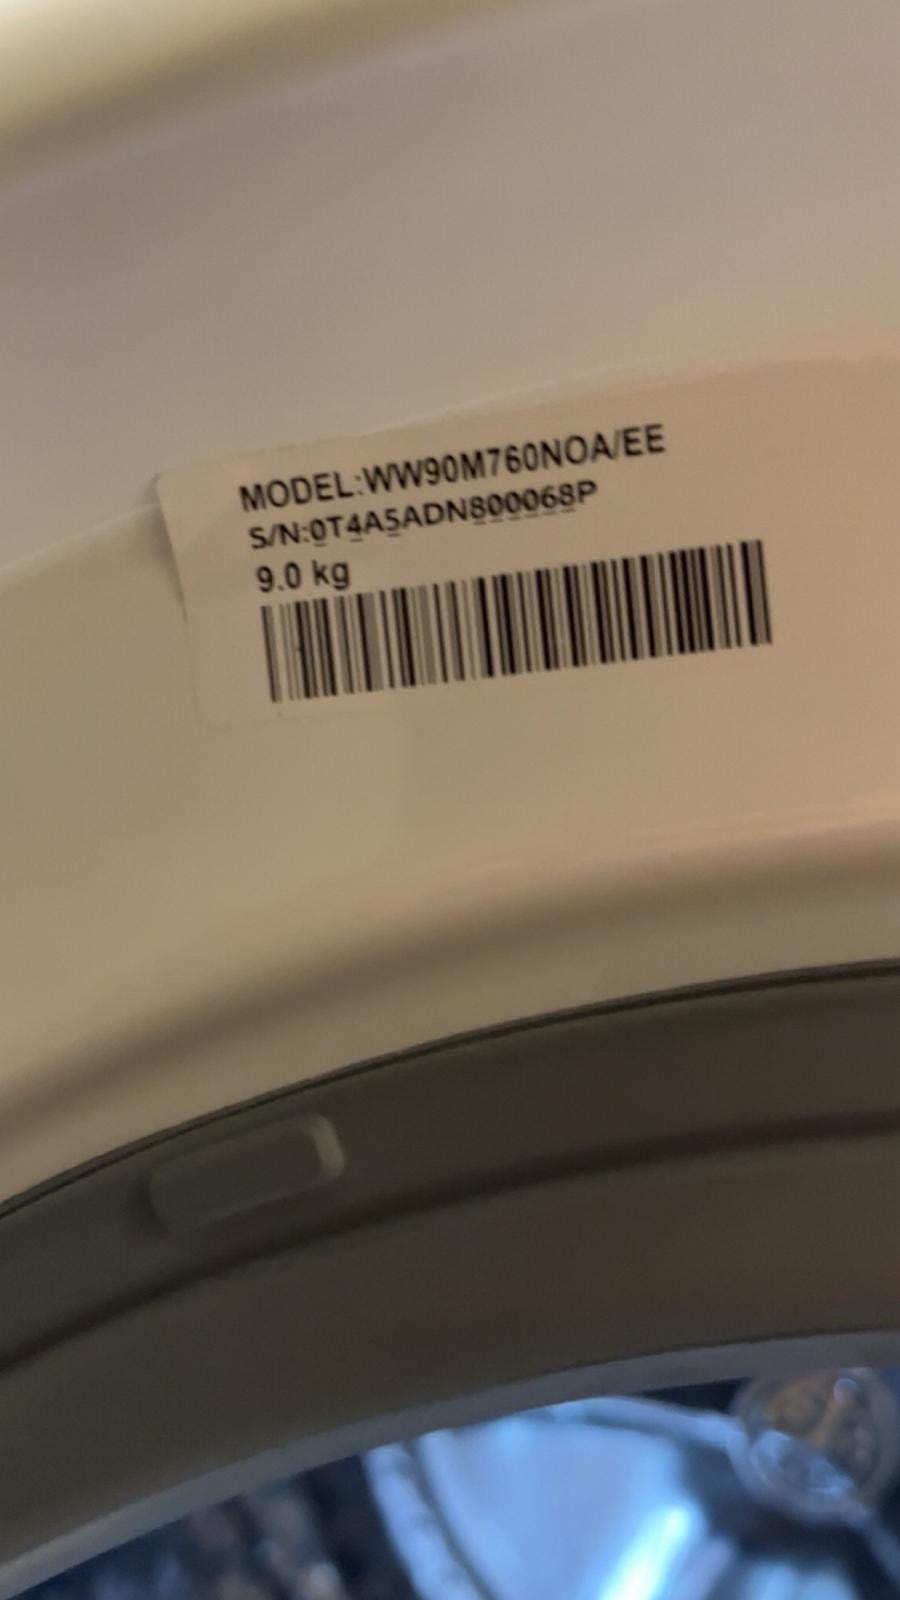 MODEL:WW90M760NOA/EE
S/N:0T4A5ADN800068P
9.0 kg